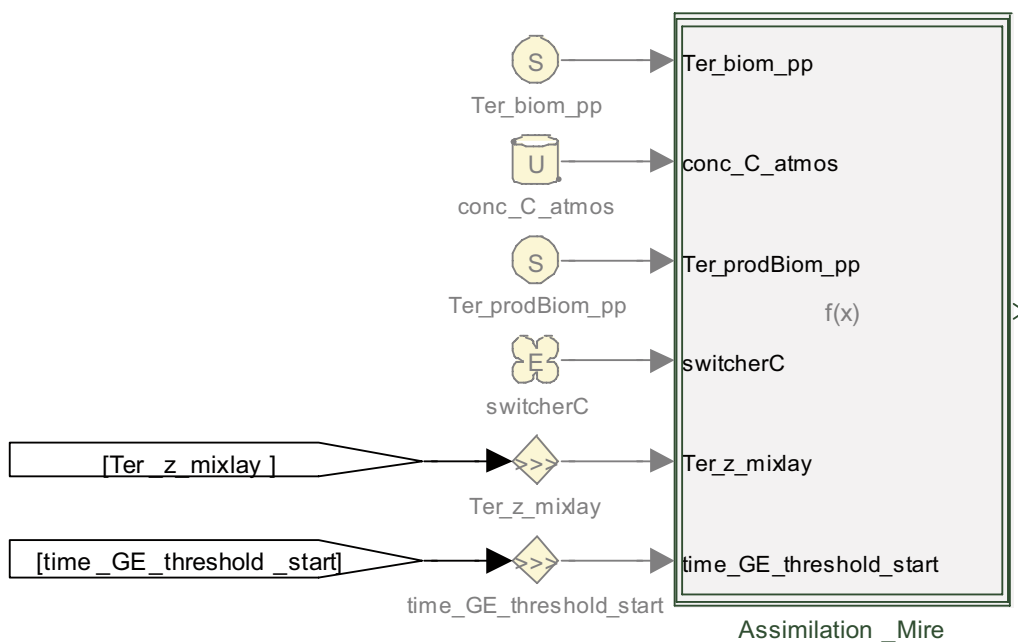 S
Ter_biom_pp
Ter_biom_pp
U
conc_C_atmos
conc_C_atmos
S
Ter_prodBiom_pp
Ter_prodBiom_pp
f(x)
E
switcherC
switcherC
[Ter _z_mixlay ]
>>>
Ter_z_mixlay
Ter_z_mixlay
[time _GE_threshold _start]
>>>
time_GE_threshold_start
time_GE_threshold_start
Assimilation _Mire